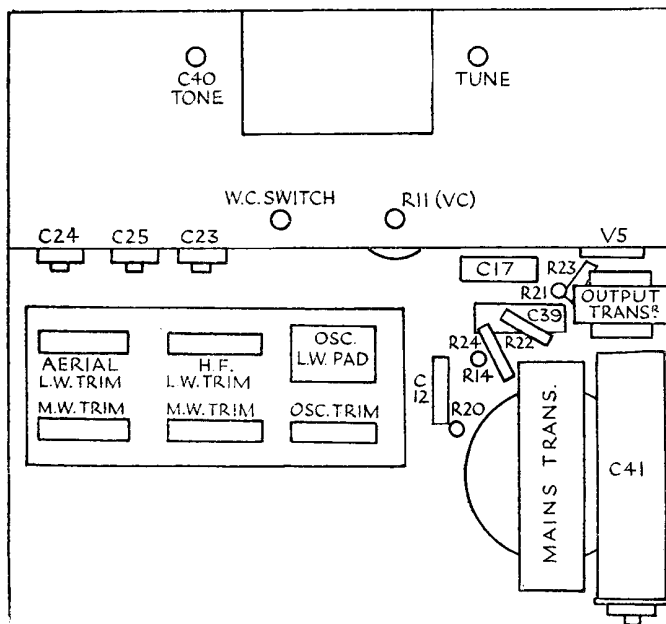 C40
TONE
TUNE
W.C. SWITCH
R11 (VC)
C24
C25
C23
V5
C17
R23
R21
OUTPUT
TRANSR
C39
R22
R24
R14
AERIAL
L.W. TRIM
H.F.
L.W. TRIM
OSC.
L.W. PAD
M.W. TRIM
M.W. TRIM
OSC. TRIM
C
12
R20
MAINS TRANS.
C41